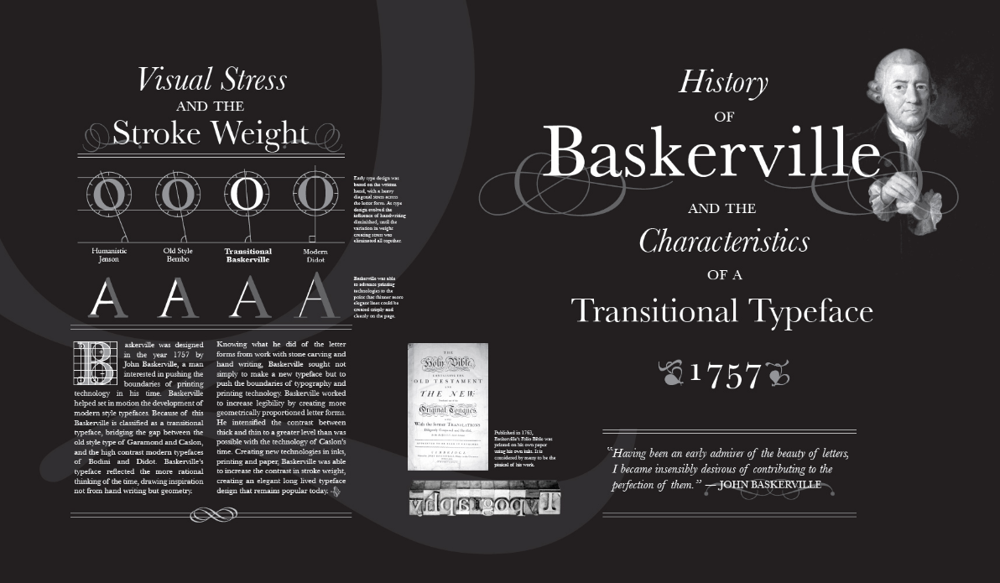 Visual Stress
AND THE
Stroke Weight
Humanistic
Jenson
Old Style
Bembo
Transitional
Baskerville
Modern
Didot
Early type design was
based on the written
hand, with a heavy
diagonal stress across
the letter form. As type
design evolved the
influence of handwriting
diminished, until the
variation in weight
creating stress was
eliminated all together.
A A A A
Baskerville was able
to advance printing
technologies to the
point that thinner more
elegant lines could be
created crisply and
cleanly on the page.
Baskerville was designed
in the year 1757 by
John Baskerville, a man
interested in pushing the
boundaries of printing
technology in his time. Baskerville
helped set in motion the development of
modern style typefaces. Because of this
Baskerville is classified as a transitional
typeface, bridging the gap between the
old style type of Garamond and Caslon,
and the high contrast modern typefaces
of Bodini and Didot. Baskerville's
typeface reflected the more rational
thinking of the time, drawing inspiration
not from hand writing but geometry.
Knowing what he did of the letter
forms from work with stone carving and
hand writing, Baskerville sought not
simply to make a new typeface but to
push the boundaries of typography and
printing technology. Baskerville worked
to increase legibility by creating more
geometrically proportioned letter forms.
He intensified the contrast between
thick and thin to a greater level than was
possible with the technology of Caslon's
time. Creating new technologies in inks,
printing and paper, Baskerville was able
to increase the contrast in stroke weight,
creating an elegant long lived typeface
design that remains popular today.
THE
Holy Bible,
CONTAINING THE
OLD TESTAMENT
AND
THE NEW:
Translated out of the
Original Tongues,
With the former TRANSLATIONS
Diligently Compared and Revised,
CAMBRIDGE,
Published in 1763,
Baskerville's Folio Bible was
printed on his own paper
using his own inks. It is
considered by many to be the
pinical of his work.
Typography
History
OF
Baskerville
AND THE
Characteristics
OF A
Transitional Typeface
1757
“Having been an early admirer of the beauty of letters,
I became insensibly desirous of contributing to the
perfection of them.” — JOHN BASKERVILLE